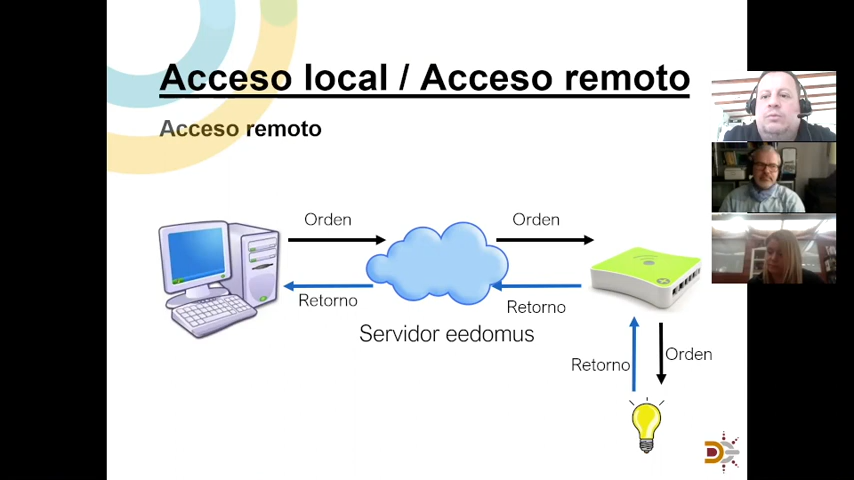 Acceso local / Acceso remoto
Acceso remoto
Orden
Orden
Retorno
Retorno
Servidor eedomus
Retorno
Orden